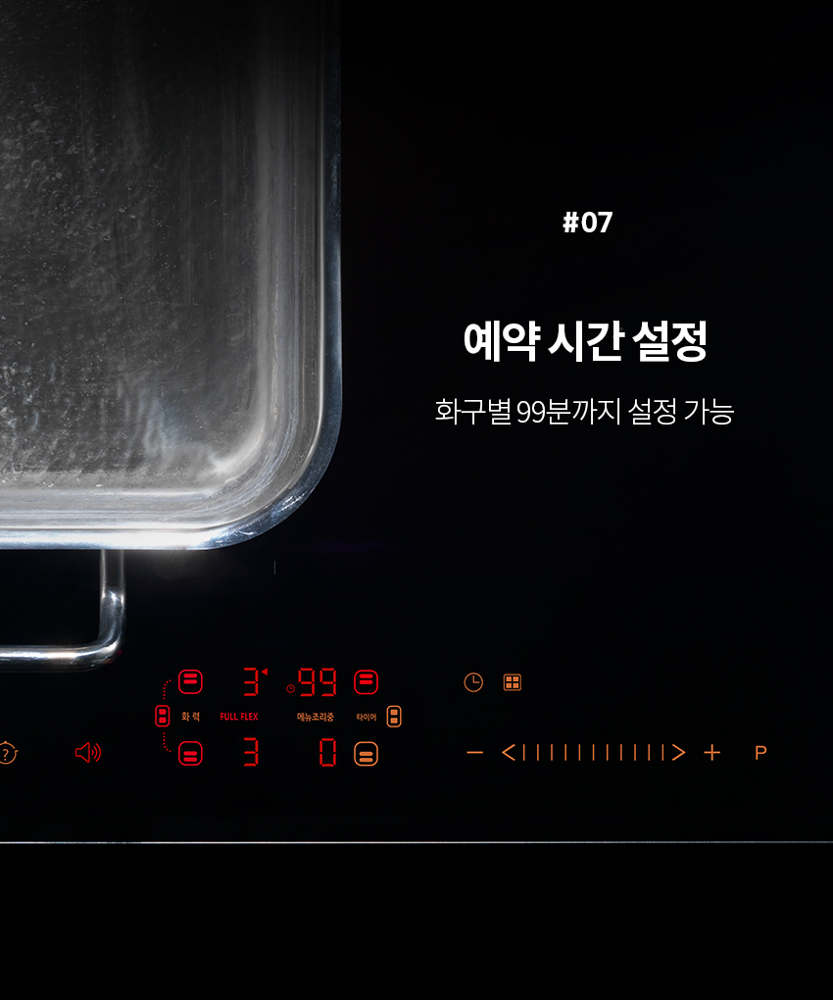 #07
예약 시간 설정
화구별 99분까지 설정 가능
3 99
화력 FULL FLEX 메뉴조리중 타이머
? 3 0 − < > + P